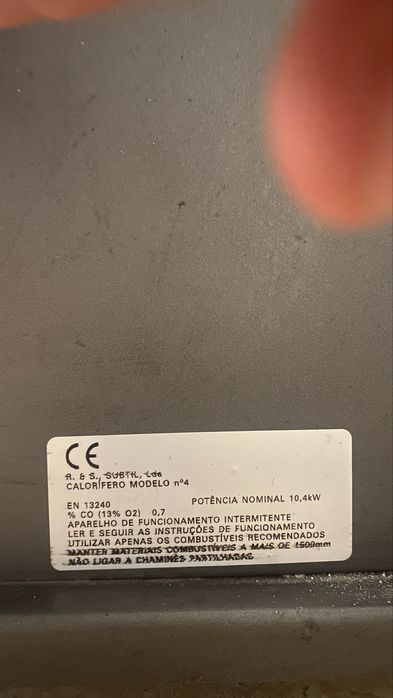 CE
R. & S., SUBTIL, Lda
CALORÍFERO MODELO nº4
EN 13240 POTÊNCIA NOMINAL 10,4kW
% CO (13% O2) 0,7
APARELHO DE FUNCIONAMENTO INTERMITENTE
LER E SEGUIR AS INSTRUÇÕES DE FUNCIONAMENTO
UTILIZAR APENAS OS COMBUSTÍVEIS RECOMENDADOS
MANTER MATERIAIS COMBUSTÍVEIS A MAIS DE 1500mm
NÃO LIGAR A CHAMINÉS PARTILHADAS